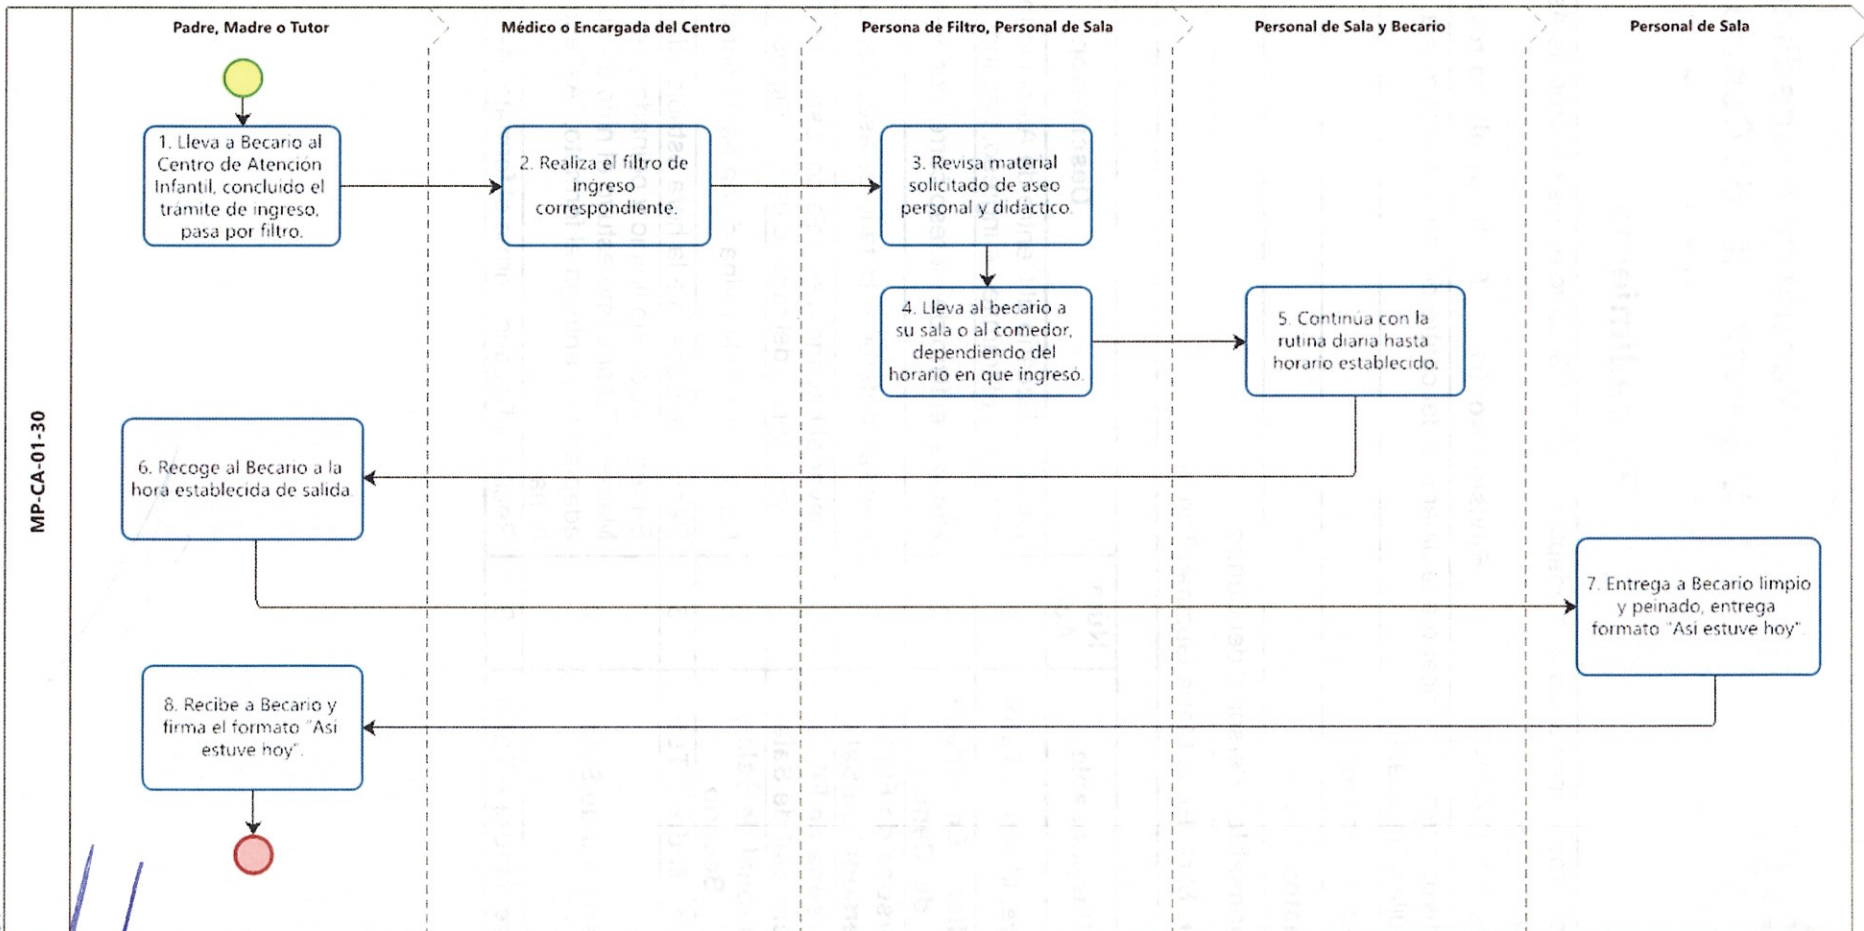 Padre, Madre o Tutor
Médico o Encargada del Centro
Persona de Filtro, Personal de Sala
Personal de Sala y Becario
Personal de Sala
MP-CA-01-30
1. Lleva a Becario al
Centro de Atención
Infantil, concluido el
trámite de ingreso,
pasa por filtro.
2. Realiza el filtro de
ingreso
correspondiente.
3. Revisa material
solicitado de aseo
personal y didáctico.
4. Lleva al becario a
su sala o al comedor,
dependiendo del
horario en que ingresó.
5. Continúa con la
rutina diaria hasta
horario establecido.
6. Recoge al Becario a la
hora establecida de salida.
7. Entrega a Becario limpio
y peinado, entrega
formato "Así estuve hoy".
8. Recibe a Becario y
firma el formato "Así
estuve hoy".